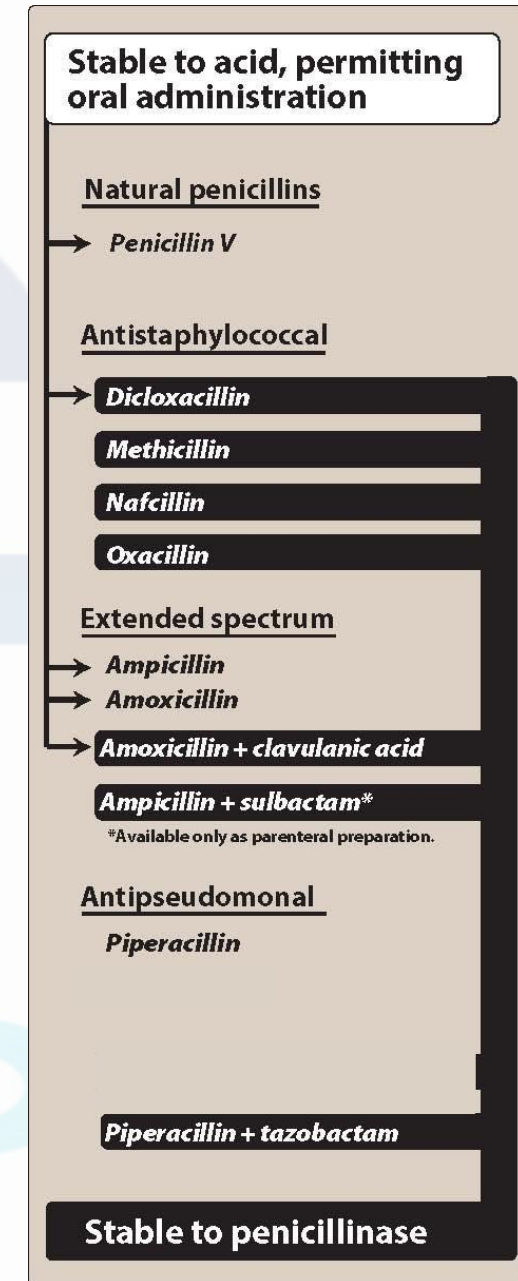 Stable to acid, permitting
oral administration
Natural penicillins
Penicillin V
Antistaphylococcal
Dicloxacillin
Methicillin
Nafcillin
Oxacillin
Extended spectrum
Ampicillin
Amoxicillin
Amoxicillin + clavulanic acid
Ampicillin + sulbactam*
*Available only as parenteral preparation.
Antipseudomonal
Piperacillin
Piperacillin + tazobactam
Stable to penicillinase